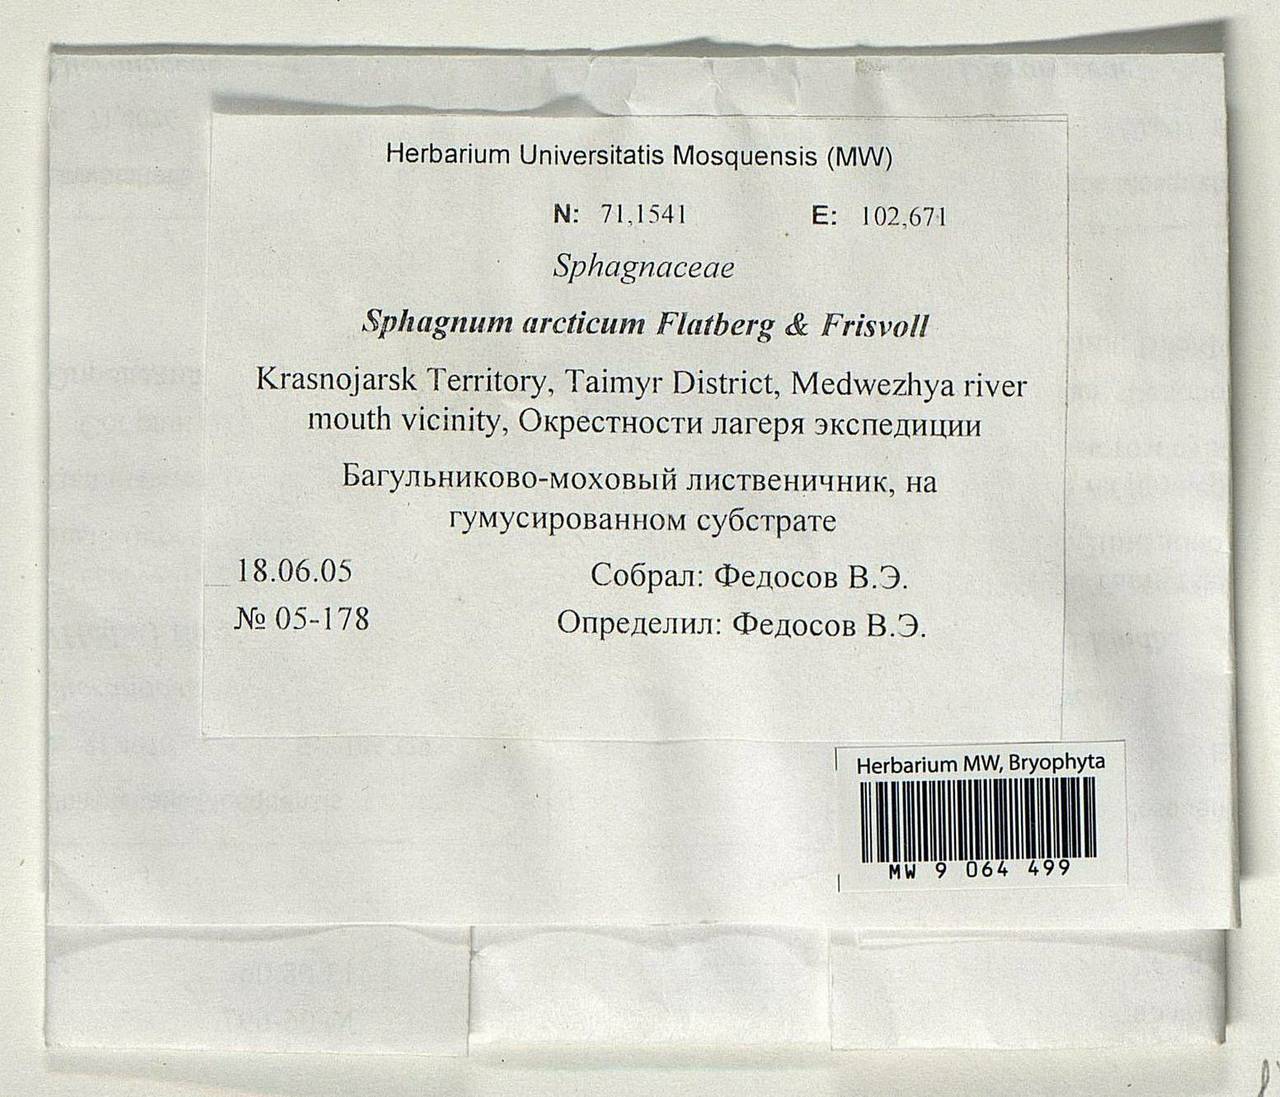 Herbarium Universitatis Mosquensis (MW)
N: 71,1541 E: 102,671
Sphagnaceae
Sphagnum arcticum Flatberg & Frisvoll
Krasnojarsk Territory, Taimyr District, Medwezhya river
mouth vicinity, Окрестности лагеря экспедиции
Багульниково-моховый лиственичник, на
гумусированном субстрате
18.06.05 Собрал: Федосов В.Э.
№ 05-178 Определил: Федосов В.Э.
Herbarium MW, Bryophyta
MW 9 064 499